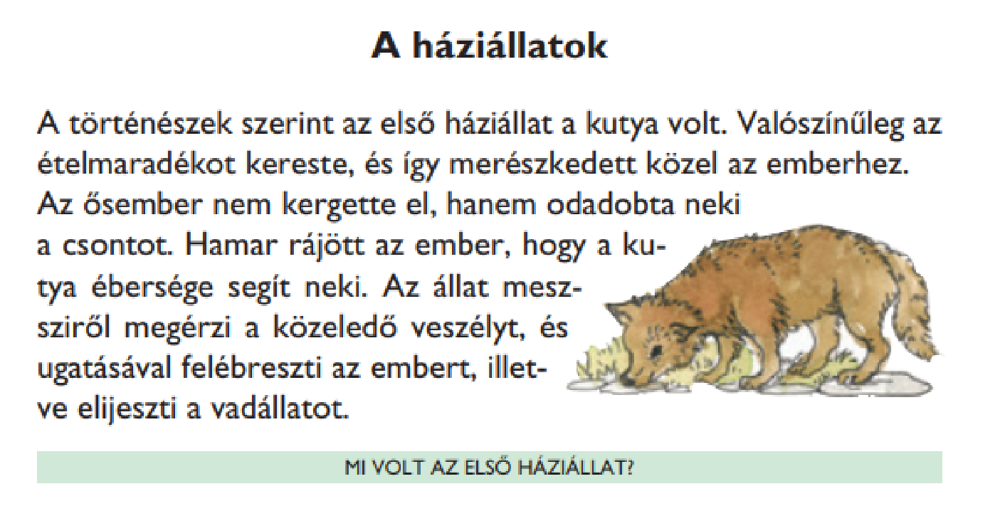 A háziállatok
A történészek szerint az első háziállat a kutya volt. Valószínűleg az
ételmaradékot kereste, és így merészkedett közel az emberhez.
Az ősember nem kergette el, hanem odadobta neki
a csontot. Hamar rájött az ember, hogy a ku-
tya ébersége segít neki. Az állat mesz-
sziről megérzi a közeledő veszélyt, és
ugatásával felébreszti az embert, illet-
ve elijeszti a vadállatot.
MI VOLT AZ ELSŐ HÁZIÁLLAT?